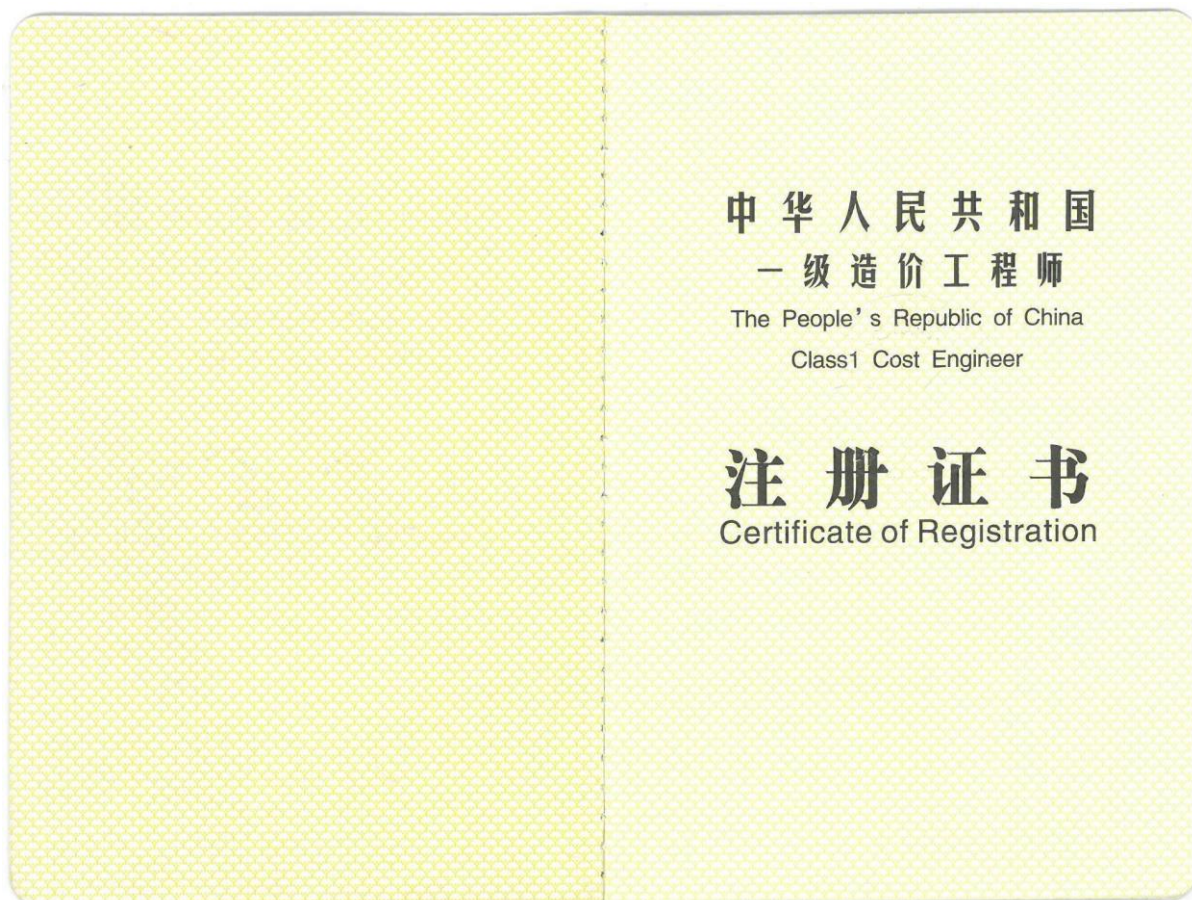 中华人民共和国
一级造价工程师
The People's Republic of China
Class1 Cost Engineer
注册证书
Certificate of Registration